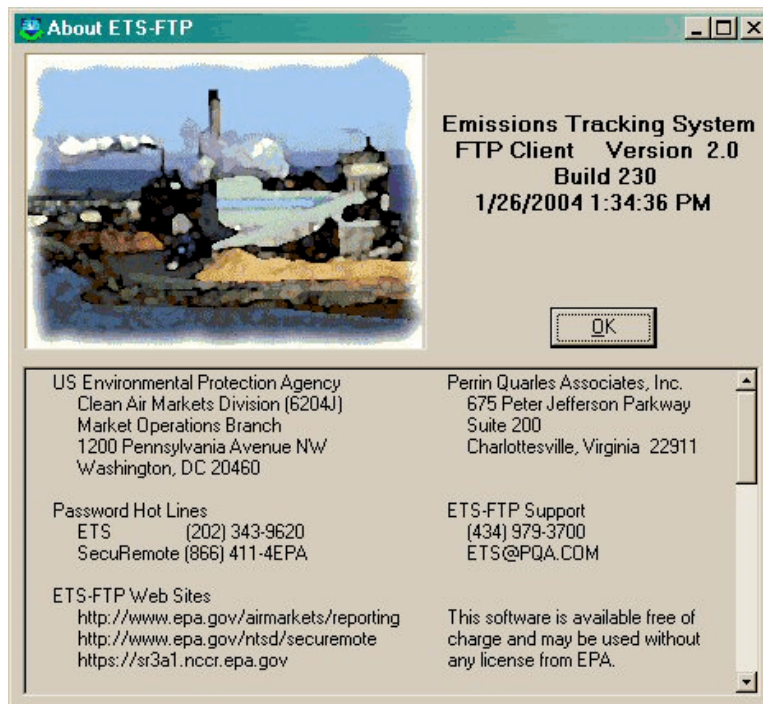 About ETS-FTP
Emissions Tracking System
FTP Client Version 2.0
Build 230
1/26/2004 1:34:36 PM
OK
US Environmental Protection Agency
Clean Air Markets Division (6204J)
Market Operations Branch
1200 Pennsylvania Avenue NW
Washington, DC 20460
Perrin Quarles Associates, Inc.
675 Peter Jefferson Parkway
Suite 200
Charlottesville, Virginia 22911
Password Hot Lines
ETS (202) 343-9620
SecuRemote (866) 411-4EPA
ETS-FTP Support
(434) 979-3700
ETS@PQA.COM
ETS-FTP Web Sites
http://www.epa.gov/airmarkets/reporting
http://www.epa.gov/ntsd/securemote
https://sr3a1.nccr.epa.gov
This software is available free of
charge and may be used without
any license from EPA.